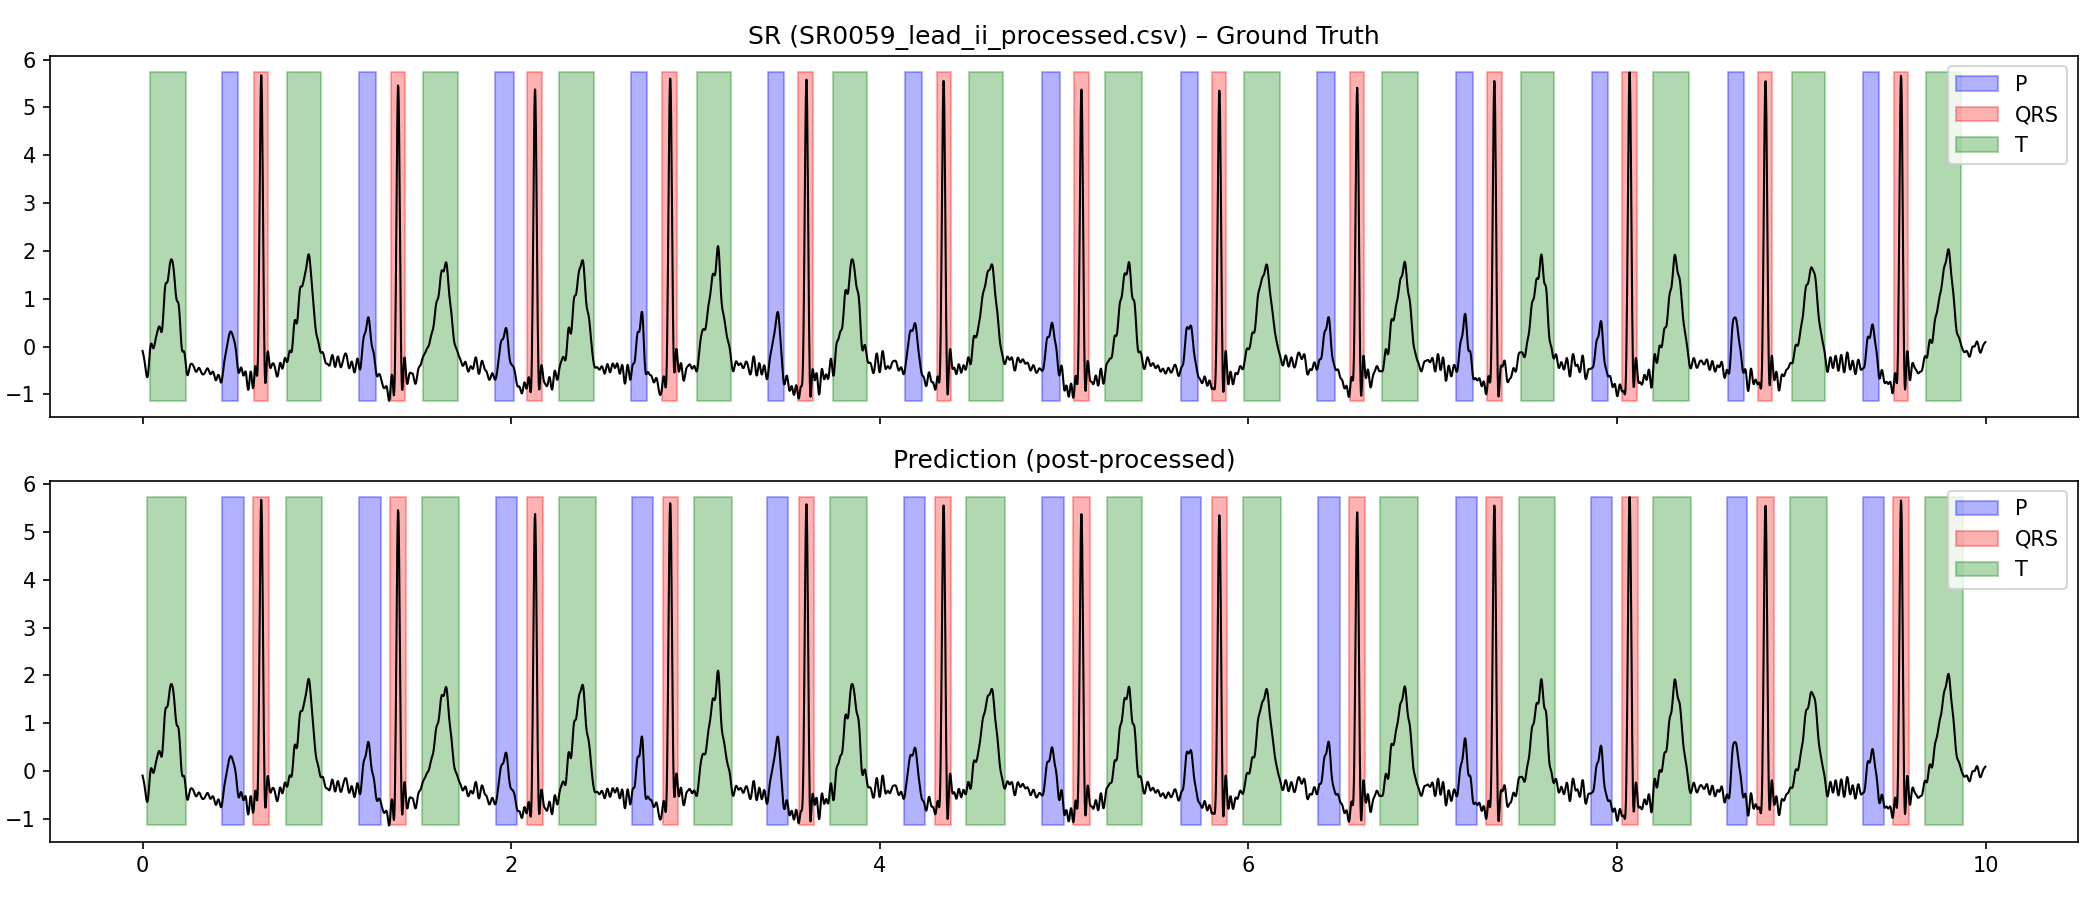 SR (SR0059_lead_ii_processed.csv) – Ground Truth
6
5
4
3
2
1
0
−1
P
QRS
T
Prediction (post-processed)
6
5
4
3
2
1
0
−1
P
QRS
T
0 2 4 6 8 10